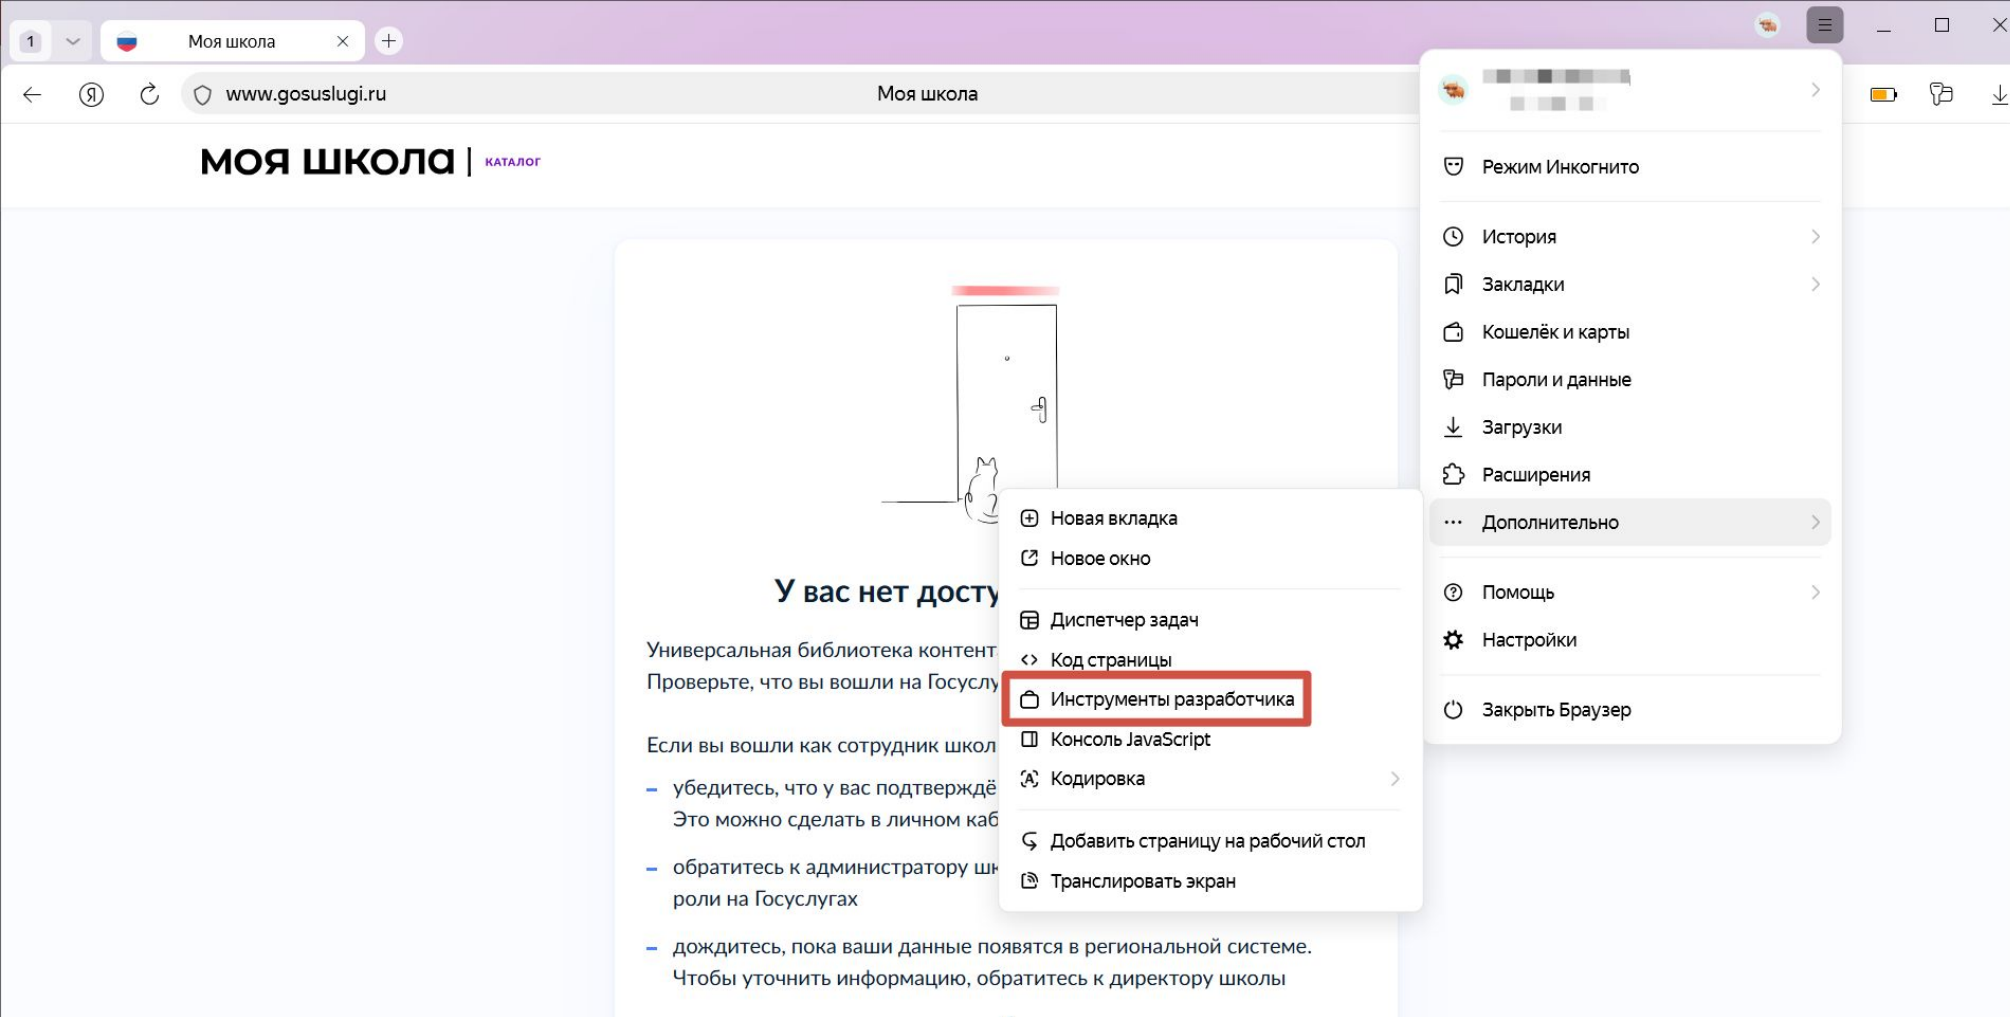 1
Моя школа
www.gosuslugi.ru
Моя школа
моя школа | КАТАЛОГ
У вас нет досту
Универсальная библиотека контент
Проверьте, что вы вошли на Госуслу
Если вы вошли как сотрудник школ
– убедитесь, что у вас подтверждё
Это можно сделать в личном каб
– обратитесь к администратору шк
роли на Госуслугах
– дождитесь, пока ваши данные появятся в региональной системе.
Чтобы уточнить информацию, обратитесь к директору школы
Новая вкладка
Новое окно
Диспетчер задач
Код страницы
Инструменты разработчика
Консоль JavaScript
Кодировка
Добавить страницу на рабочий стол
Транслировать экран
Режим Инкогнито
История
Закладки
Кошелёк и карты
Пароли и данные
Загрузки
Расширения
Дополнительно
Помощь
Настройки
Закрыть Браузер